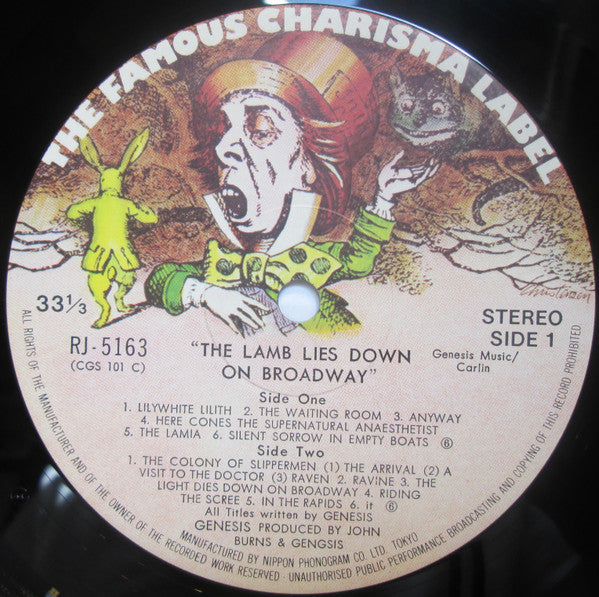 THE FAMOUS CHARISMA LABEL
33 1/3
STEREO
SIDE 1
RJ-5163
(CGS 101 C)
"THE LAMB LIES DOWN
ON BROADWAY"
Genesis Music/
Carlin
Side One
1. LILYWHITE LILITH 2. THE WAITING ROOM 3. ANYWAY
4. HERE CONES THE SUPERNATURAL ANAESTHETIST
5. THE LAMIA 6. SILENT SORROW IN EMPTY BOATS ⑥
Side Two
1. THE COLONY OF SLIPPERMEN (1) THE ARRIVAL (2) A
VISIT TO THE DOCTOR (3) RAVEN 2. RAVINE 3. THE
LIGHT DIES DOWN ON BROADWAY 4. RIDING
THE SCREE 5. IN THE RAPIDS 6. it ⑥
All Titles written by GENESIS
GENESIS PRODUCED BY JOHN
BURNS & GENGSIS
MANUFACTURED BY NIPPON PHONOGRAM CO. LTD. TOKYO
ALL RIGHTS OF THE MANUFACTURER AND OF THE OWNER OF THE RECORDED WORK RESERVED · UNAUTHORISED PUBLIC PERFORMANCE BROADCASTING AND COPYING OF THIS RECORD PROHIBITED